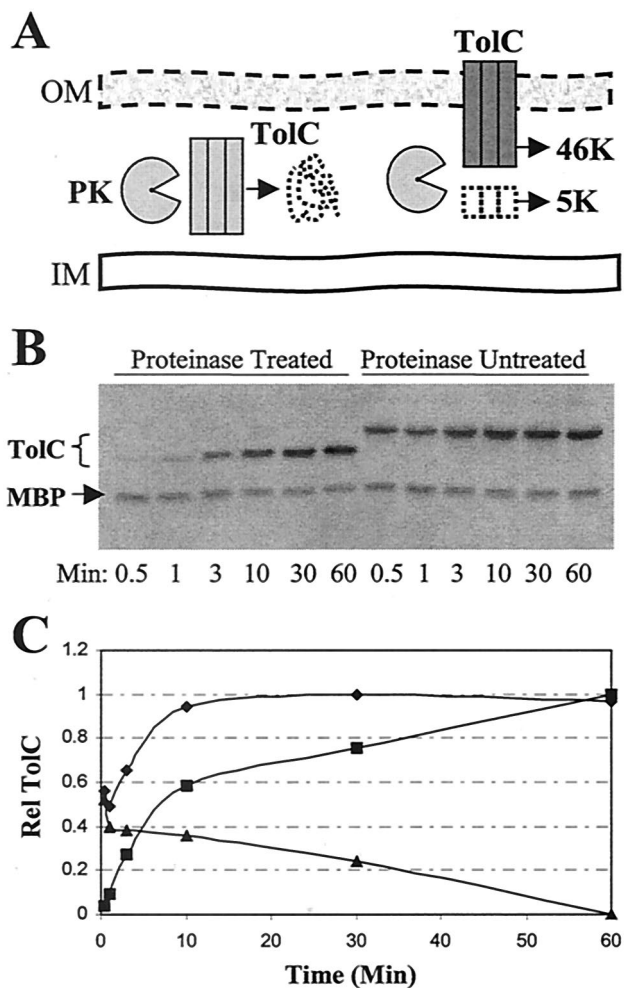 A
TolC
OM
TolC
46K
PK
5K
IM
B
Proteinase Treated Proteinase Untreated
TolC {
MBP
Min: 0.5 1 3 10 30 60 0.5 1 3 10 30 60
C
1.2
1
0.8
0.6
0.4
0.2
0
Rel TolC
0 10 20 30 40 50 60
Time (Min)